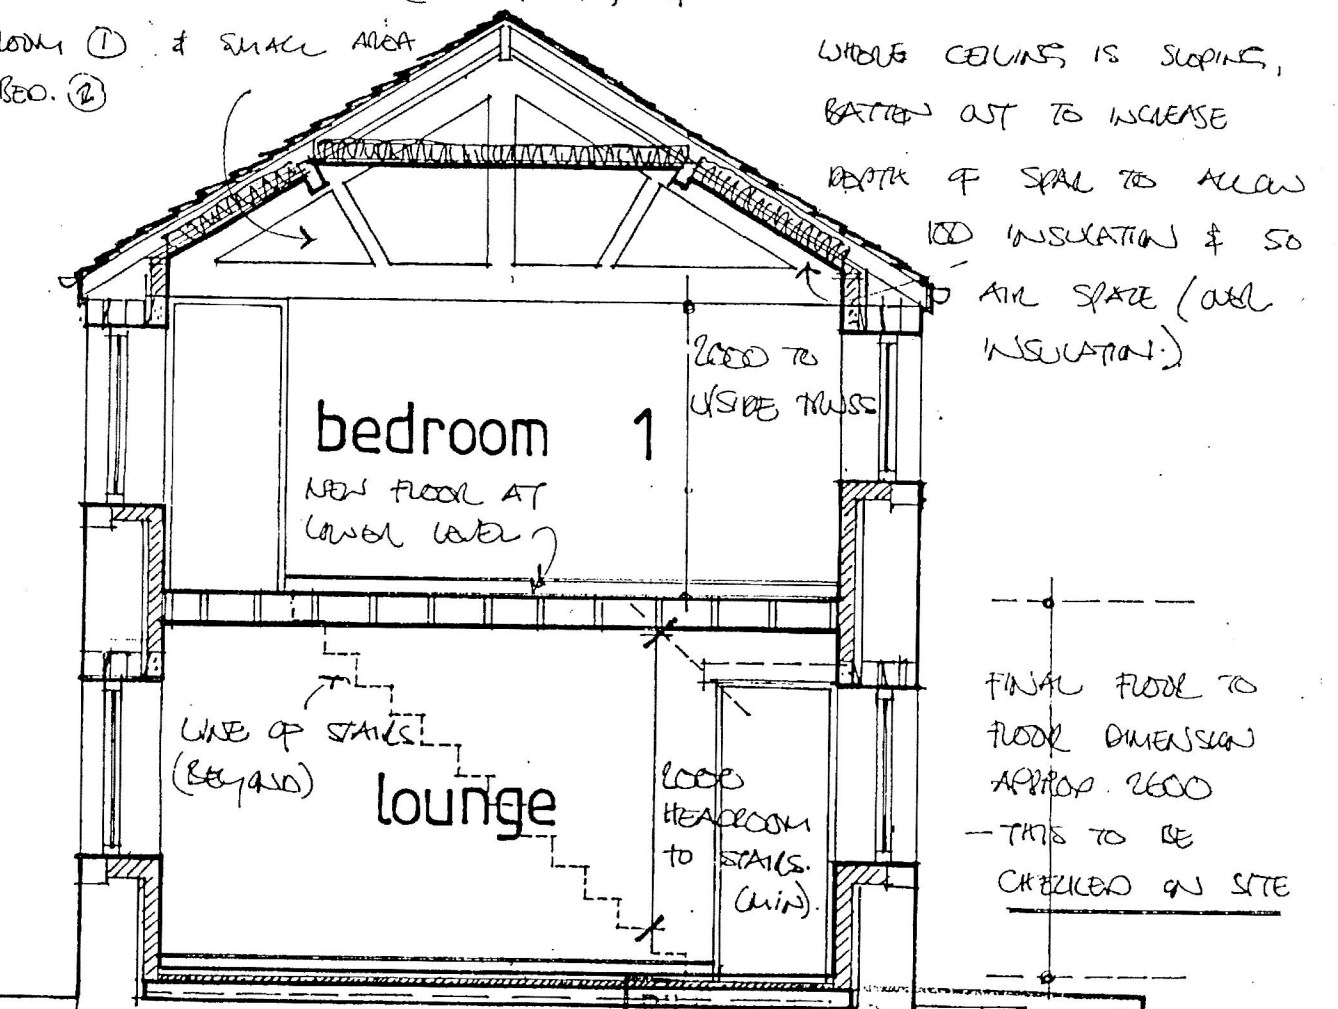 ① & SMALL AREA
BED. ②
WHOLE CEILING IS SLOPING,
BATTEN OUT TO INCREASE
DEPTH OF SPAR TO ALLOW
100 INSULATION & 50
AIR SPACE (OVER
INSULATION.)
2000 TO
U/SIDE TRUSS
bedroom 1
NEW FLOOR AT
LOWER LEVEL
LINE OF STAIRS
(BEYOND)
lounge
2000
HEADROOM
TO STAIRS.
(MIN).
FINAL FLOOR TO
FLOOR DIMENSION
APPROX. 2600
- THIS TO BE
CHECKED ON SITE